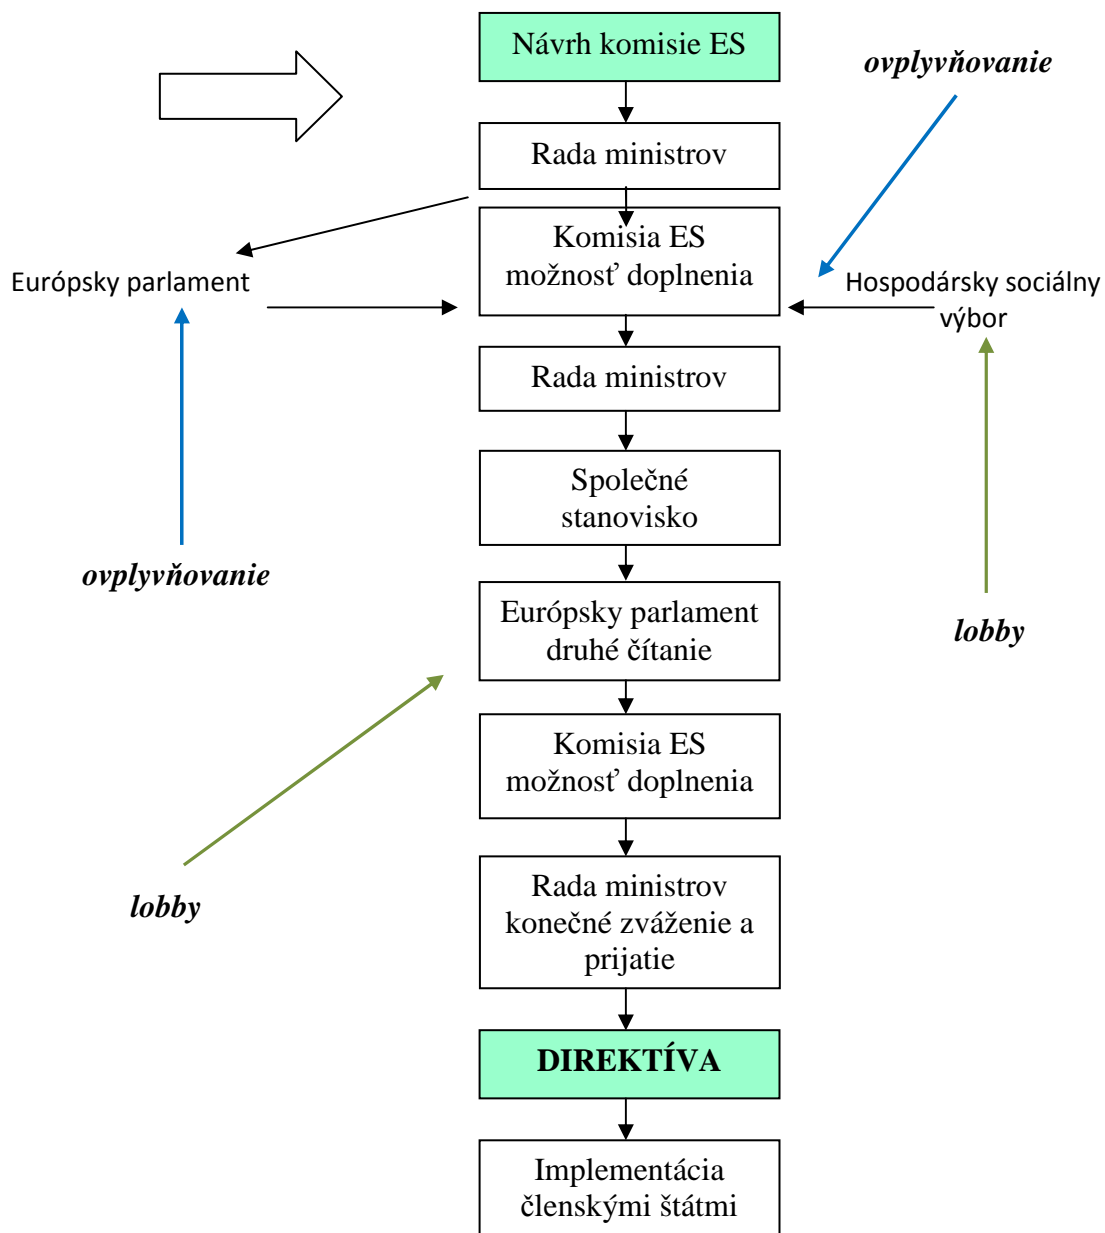 Návrh komisie ES
ovplyvňovanie
Rada ministrov
Komisia ES
možnosť doplnenia
Európsky parlament
Hospodársky sociálny
výbor
Rada ministrov
Společné
stanovisko
ovplyvňovanie
Európsky parlament
druhé čítanie
lobby
Komisia ES
možnosť doplnenia
lobby
Rada ministrov
konečné zváženie a
prijatie
DIREKTÍVA
Implementácia
členskými štátmi